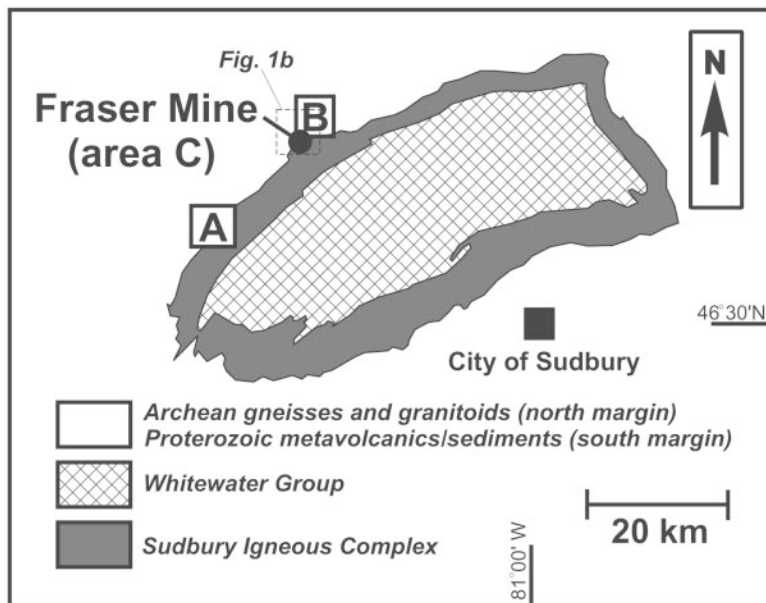 Fig. 1b
N
B
Fraser Mine
(area C)
A
46°30'N
City of Sudbury
Archean gneisses and granitoids (north margin)
Proterozoic metavolcanics/sediments (south margin)
Whitewater Group
20 km
Sudbury Igneous Complex
81°00' W